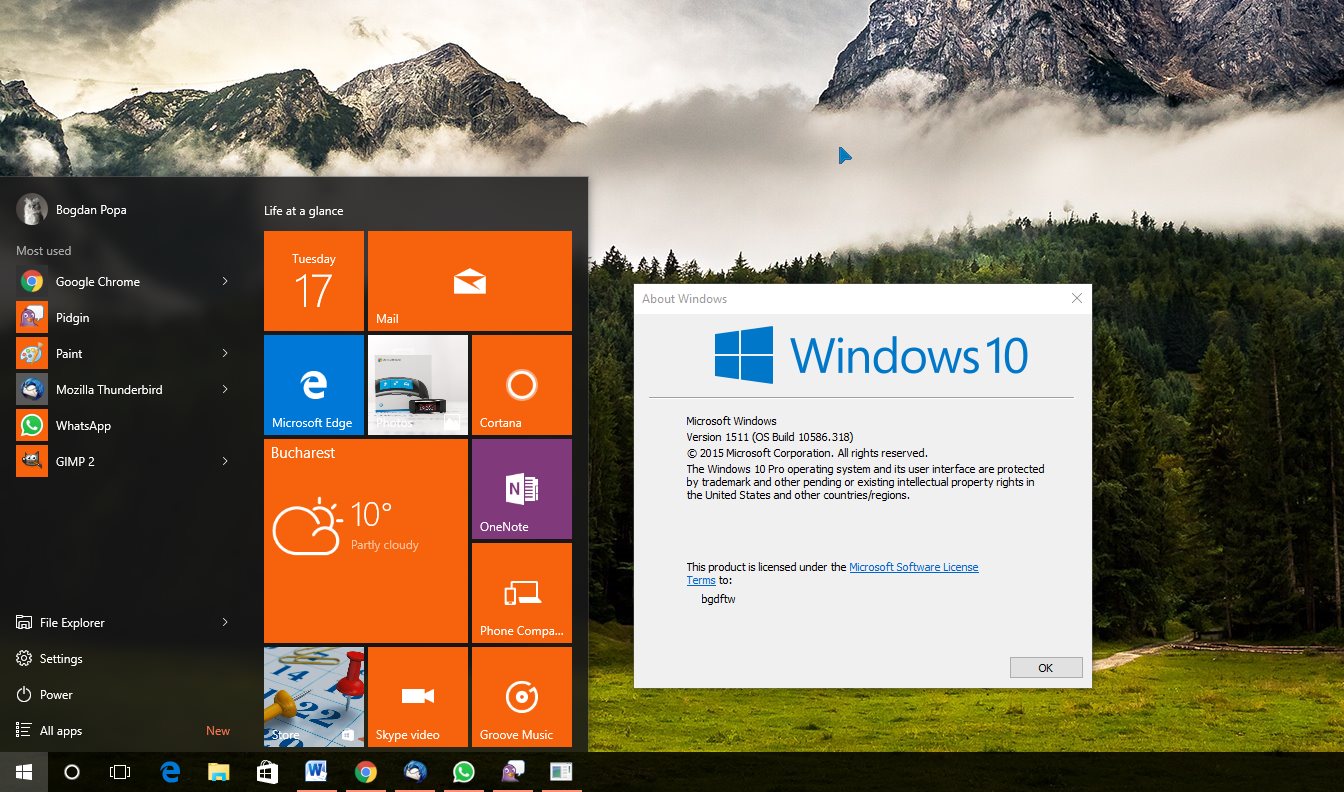 Bogdan Popa
Most used
Google Chrome
Pidgin
Paint
Mozilla Thunderbird
WhatsApp
GIMP 2
File Explorer
Settings
Power
All apps New
Life at a glance
Tuesday
17
Mail
Microsoft Edge
Photos
Cortana
Bucharest
10°
Partly cloudy
OneNote
Phone Compa...
Store
Skype video
Groove Music
About Windows
Windows 10
Microsoft Windows
Version 1511 (OS Build 10586.318)
© 2015 Microsoft Corporation. All rights reserved.
The Windows 10 Pro operating system and its user interface are protected
by trademark and other pending or existing intellectual property rights in
the United States and other countries/regions.
This product is licensed under the Microsoft Software License
Terms to:
bgdftw
OK